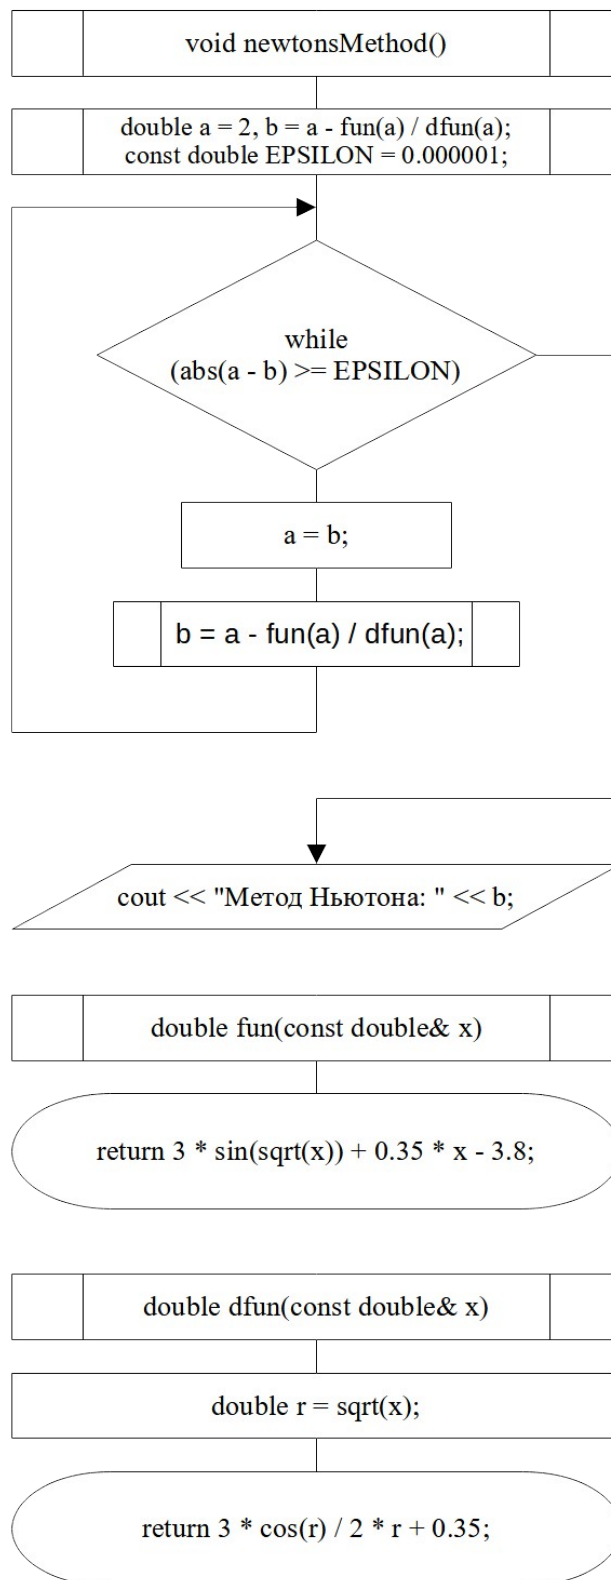 void newtonsMethod()
double a = 2, b = a - fun(a) / dfun(a);
const double EPSILON = 0.000001;
while
(abs(a - b) >= EPSILON)
a = b;
b = a - fun(a) / dfun(a);
cout << "Метод Ньютона: " << b;
double fun(const double& x)
return 3 * sin(sqrt(x)) + 0.35 * x - 3.8;
double dfun(const double& x)
double r = sqrt(x);
return 3 * cos(r) / 2 * r + 0.35;